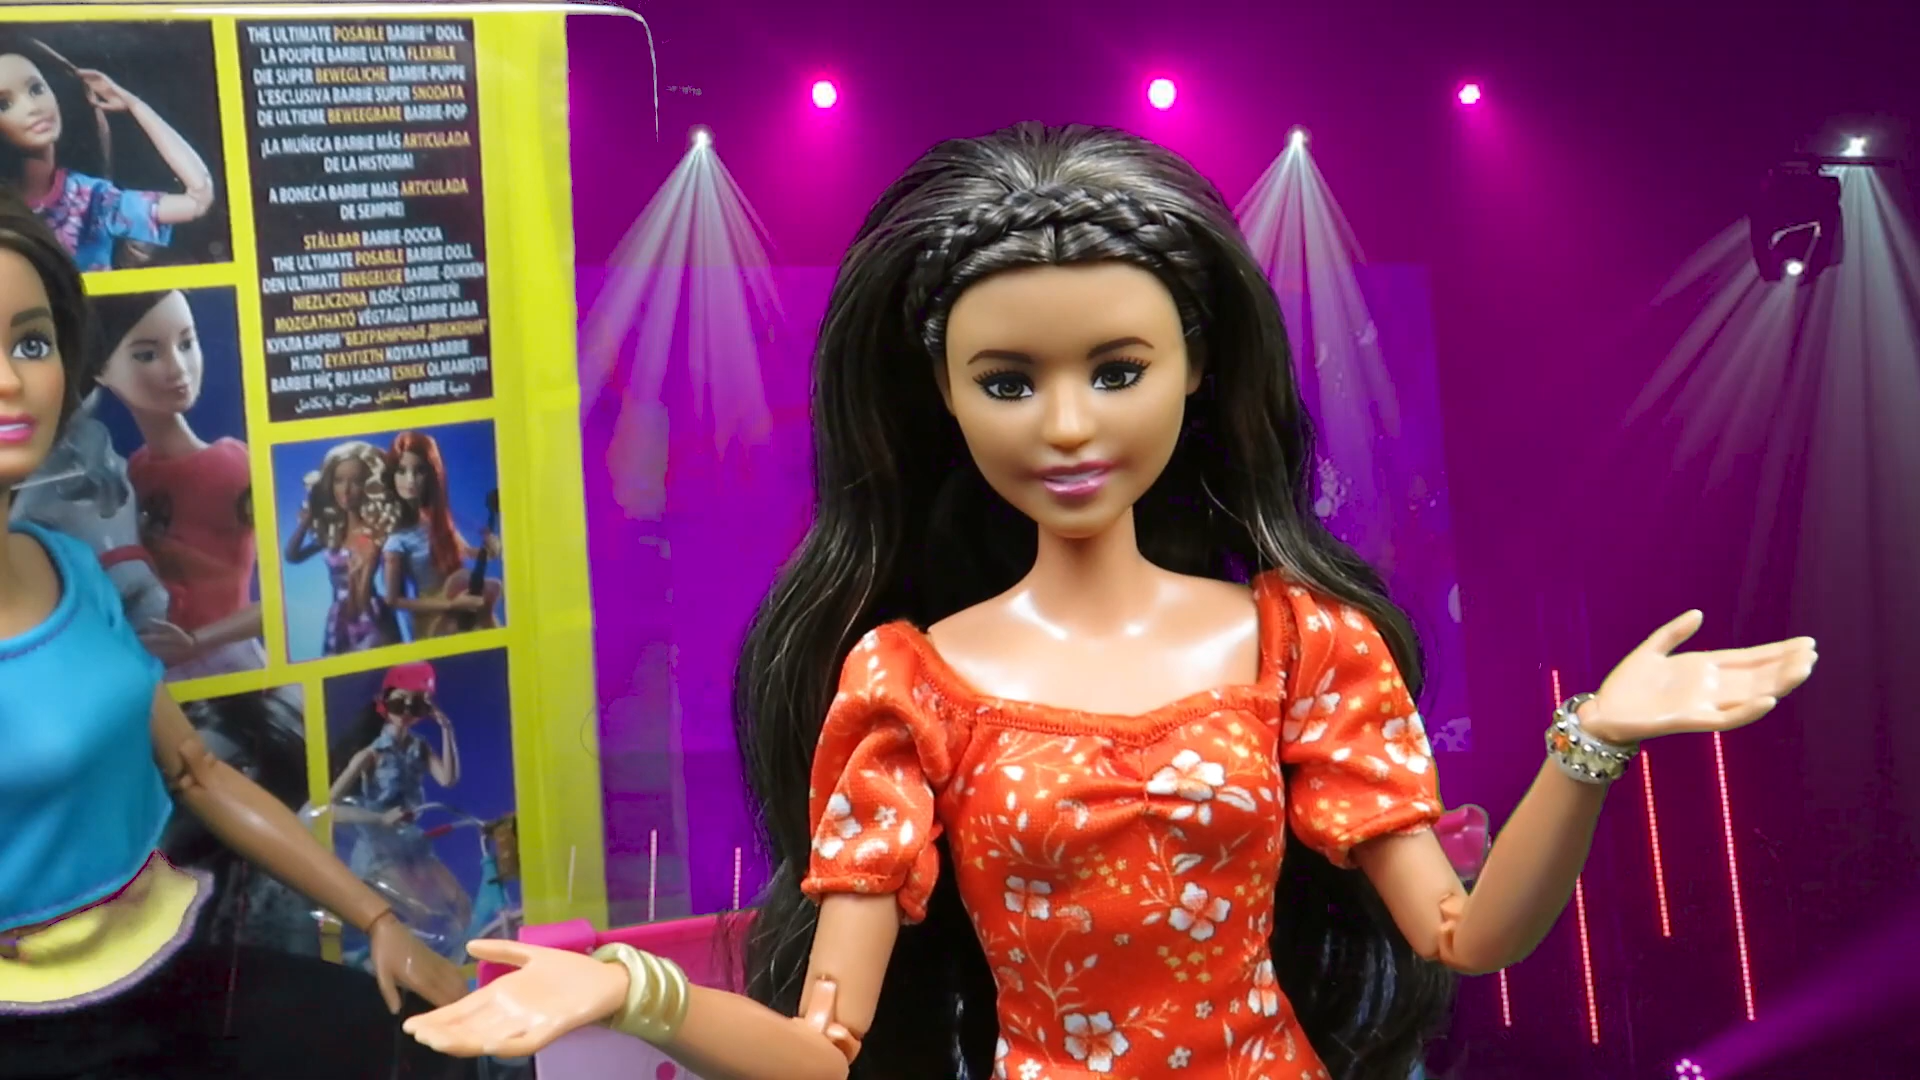 THE ULTIMATE POSABLE BARBIE® DOLL
LA POUPÉE BARBIE ULTRA FLEXIBLE
DIE SUPER BEWEGLICHE BARBIE-PUPPE
L'ESCLUSIVA BARBIE SUPER SNODATA
DE ULTIEME BEWEEGBARE BARBIE-POP
¡LA MUÑECA BARBIE MÁS ARTICULADA
DE LA HISTORIA!
A BONECA BARBIE MAIS ARTICULADA
DE SEMPRE!
STÄLLBAR BARBIE-DOCKA
THE ULTIMATE POSABLE BARBIE DOLL
DEN ULTIMATE BEVEGELIGE BARBIE-DUKKEN
NIEZLICZONA ILOŚĆ USTAWIEŃ!
MOZGATHATÓ VÉGTAGÚ BARBIE BABA
КУКЛА БАРБИ "БЕЗГРАНИЧНЫЕ ДВИЖЕНИЯ"
Η ΠΙΟ ΕΥΛΥΓΙΣΤΗ ΚΟΥΚΛΑ BARBIE
BARBIE HİÇ BU KADAR ESNEK OLMAMIŞTI!
دمية BARBIE بمفاصل متحركة بالكامل